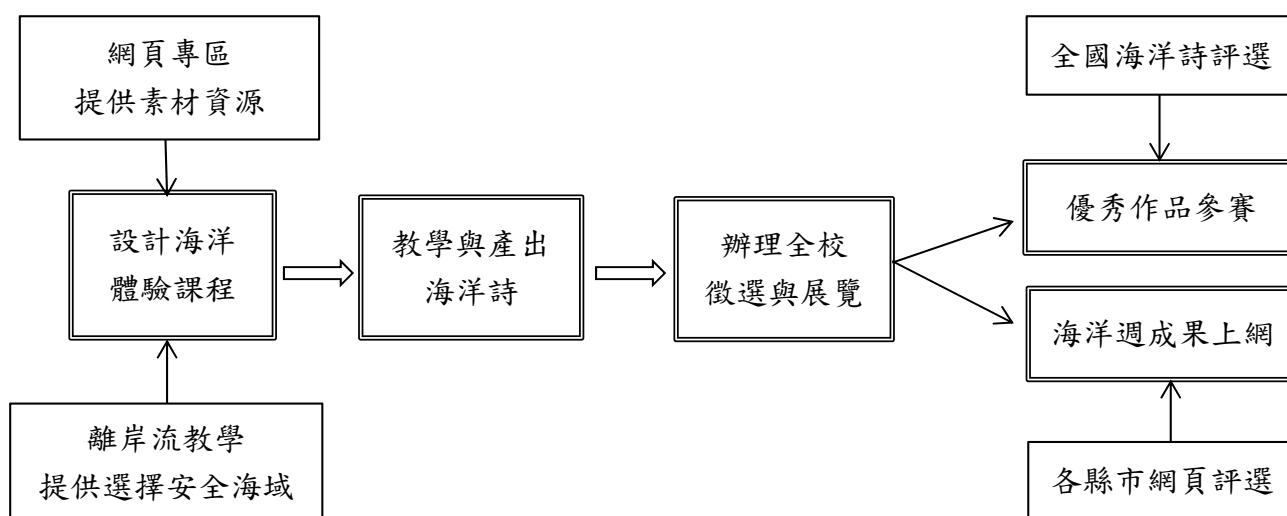 網頁專區
提供素材資源
設計海洋
體驗課程
離岸流教學
提供選擇安全海域
教學與產出
海洋詩
辦理全校
徵選與展覽
全國海洋詩評選
優秀作品參賽
海洋週成果上網
各縣市網頁評選